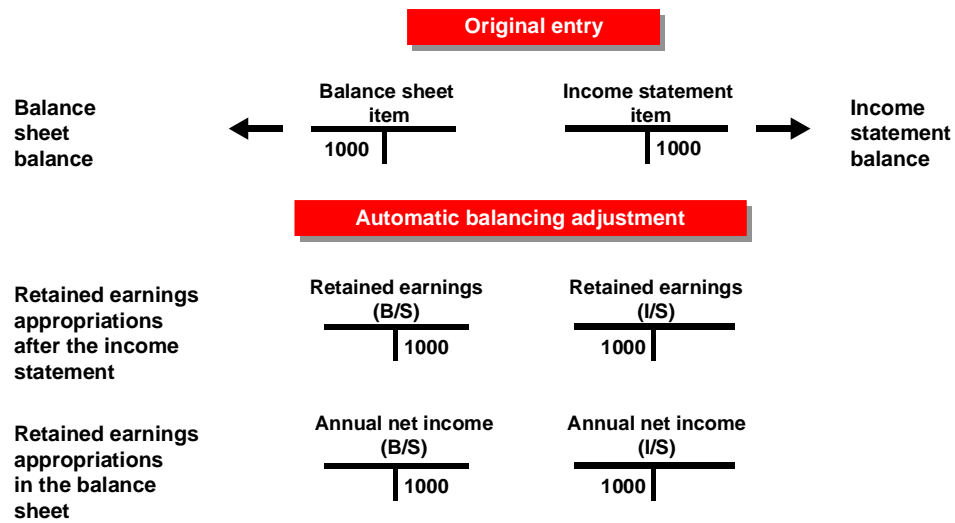 Original entry
Balance
sheet
balance
Balance sheet
item
1000
Income statement
item
1000
Income
statement
balance
Automatic balancing adjustment
Retained earnings
appropriations
after the income
statement
Retained earnings
(B/S)
1000
Retained earnings
(I/S)
1000
Retained earnings
appropriations
in the balance
sheet
Annual net income
(B/S)
1000
Annual net income
(I/S)
1000